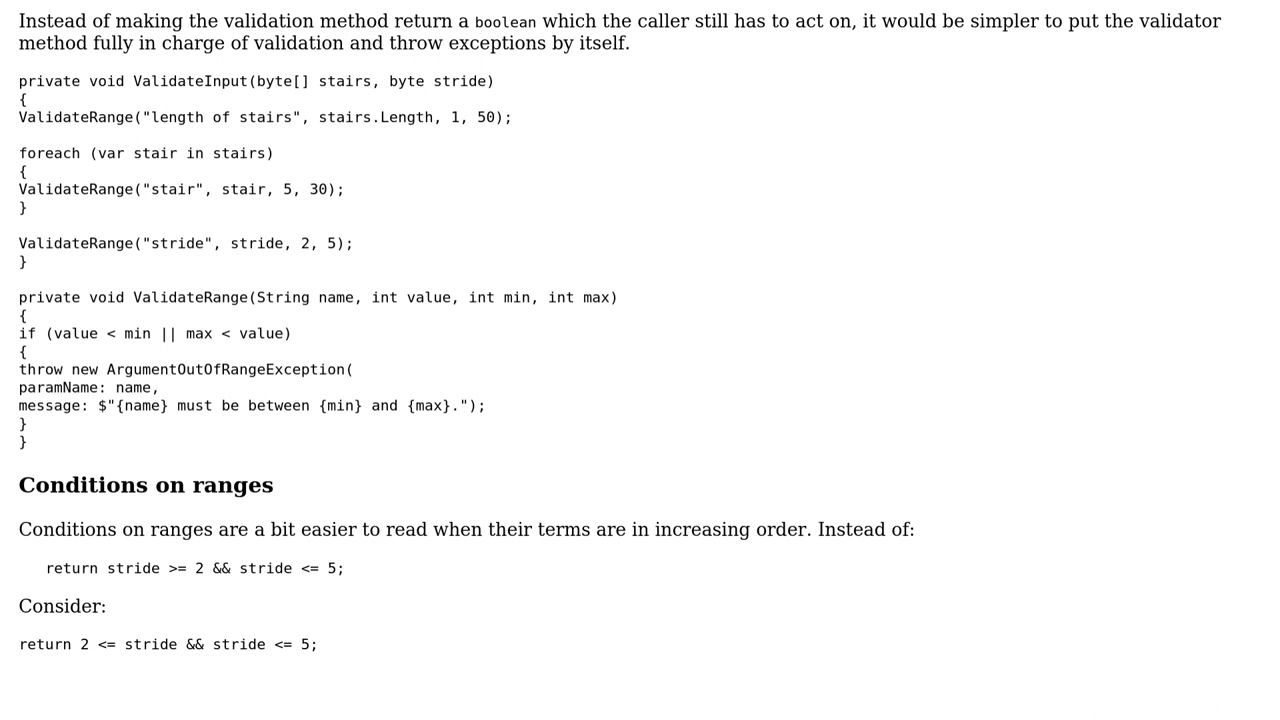 Instead of making the validation method return a boolean which the caller still has to act on, it would be simpler to put the validator
method fully in charge of validation and throw exceptions by itself.
private void ValidateInput(byte[] stairs, byte stride)
{
ValidateRange("length of stairs", stairs.Length, 1, 50);
foreach (var stair in stairs)
{
ValidateRange("stair", stair, 5, 30);
}
ValidateRange("stride", stride, 2, 5);
}
private void ValidateRange(String name, int value, int min, int max)
{
if (value < min || max < value)
{
throw new ArgumentOutOfRangeException(
paramName: name,
message: $"{name} must be between {min} and {max}.");
}
}
Conditions on ranges
Conditions on ranges are a bit easier to read when their terms are in increasing order. Instead of:
return stride >= 2 && stride <= 5;
Consider:
return 2 <= stride && stride <= 5;